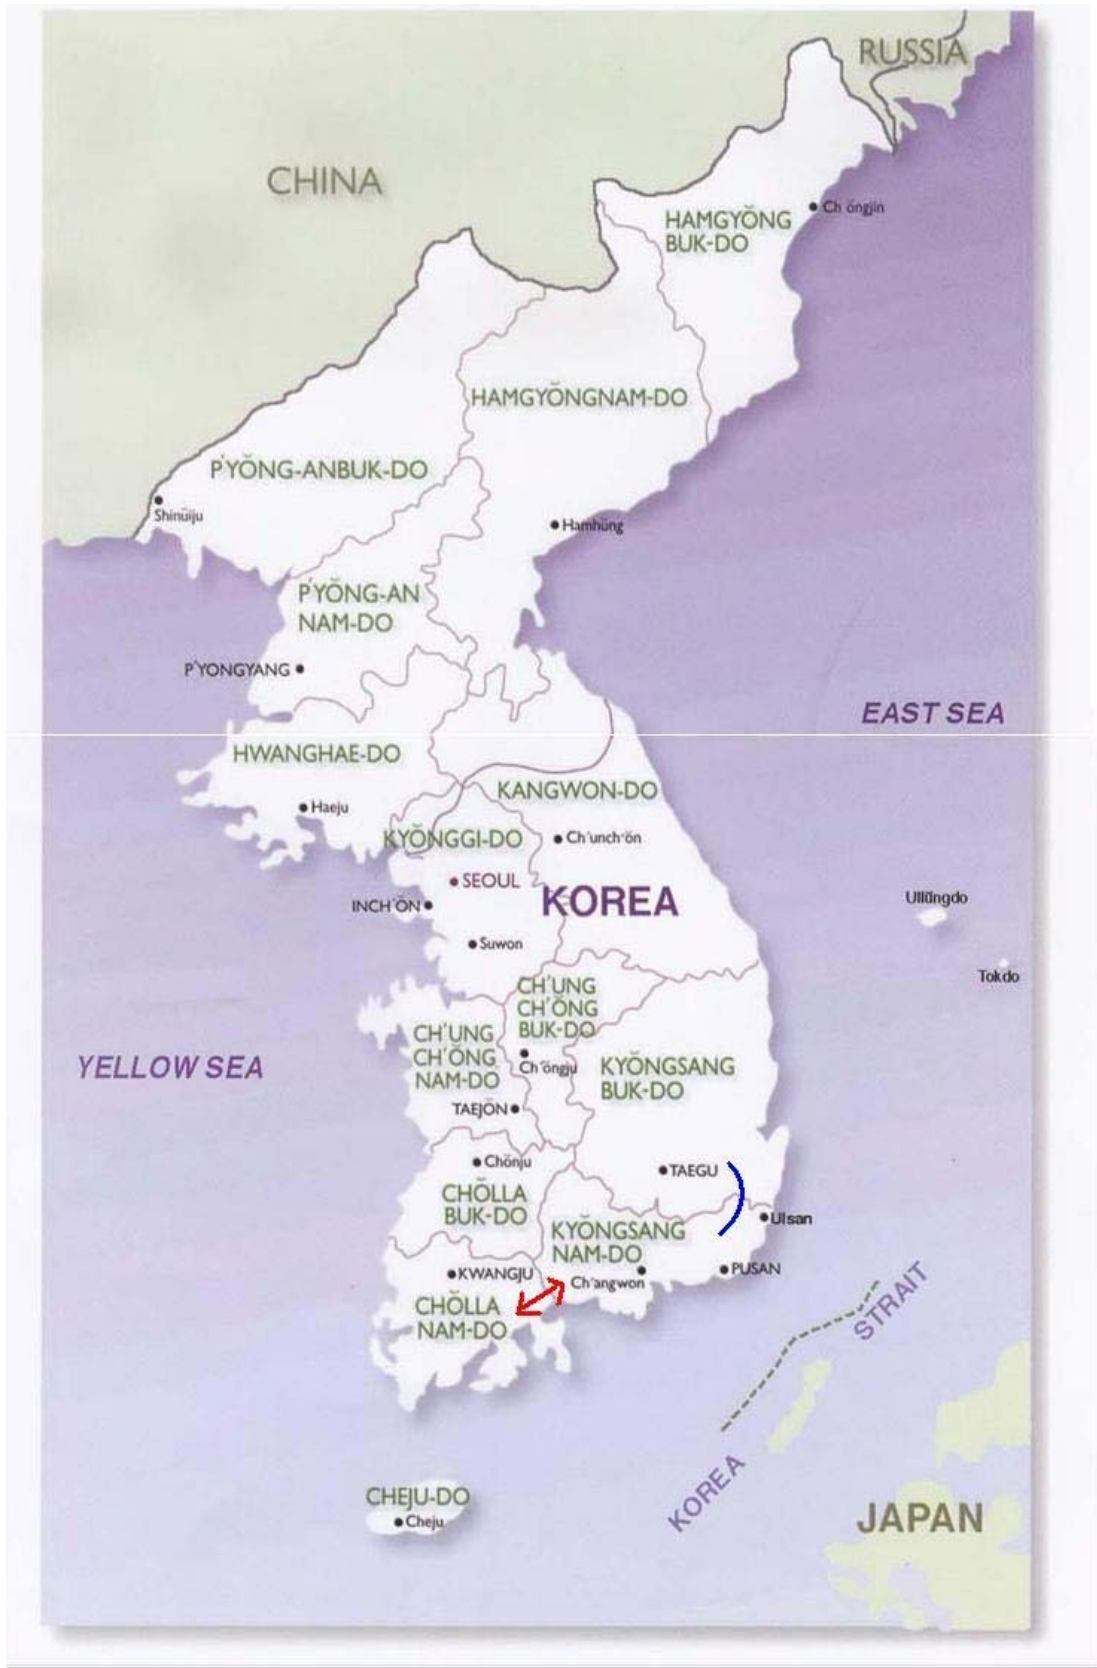 RUSSIA
CHINA
HAMGYŎNG
BUK-DO
Ch ŏngjin
HAMGYŎNGNAM-DO
P'YŎNG-ANBUK-DO
Shinŭiju
Hamhŭng
P'YŎNG-AN
NAM-DO
P'YONGYANG
EAST SEA
HWANGHAE-DO
KANGWON-DO
Haeju
KYŎNGGI-DO
Ch'unch'ŏn
SEOUL
KOREA
INCH'ŎN
Ullŭngdo
Suwon
Tokdo
CH'UNG
CH'ŎNG
BUK-DO
CH'UNG
CH'ŎNG
NAM-DO
YELLOW SEA
Ch'ŏngju
KYŎNGSANG
BUK-DO
TAEJŎN
Chŏnju
TAEGU
CHŎLLA
BUK-DO
Ulsan
KYŎNGSANG
NAM-DO
KWANGJU
Ch'angwon
PUSAN
CHŎLLA
NAM-DO
KOREA STRAIT
CHEJU-DO
Cheju
JAPAN